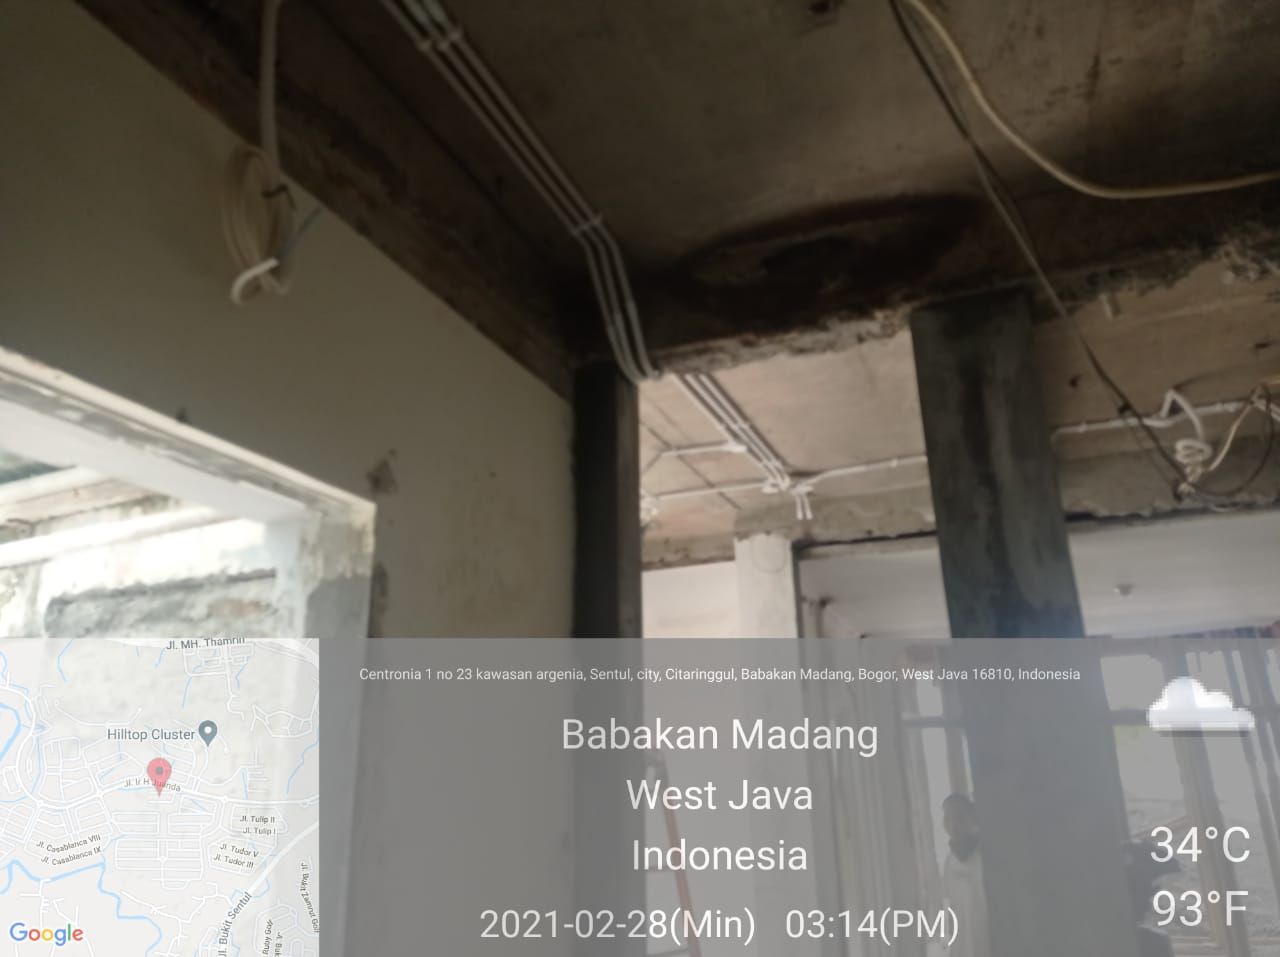 Centronia 1 no 23 kawasan argenia, Sentul, city, Citaringgul, Babakan Madang, Bogor, West Java 16810, Indonesia
Babakan Madang
West Java
Indonesia
2021-02-28(Min) 03:14(PM)
34°C
93°F
Jl. MH. Thamrin
Hilltop Cluster
Jl. Ir H Juanda
Jl. Tulip II
Jl. Tulip I
Jl. Casablanca VIII
Jl. Casablanca IX
Jl. Tudor V
Jl. Tudor III
Jl. Bukit Sentul
Ruby Golf
Jl. Bukit Zamrut Golf
Google